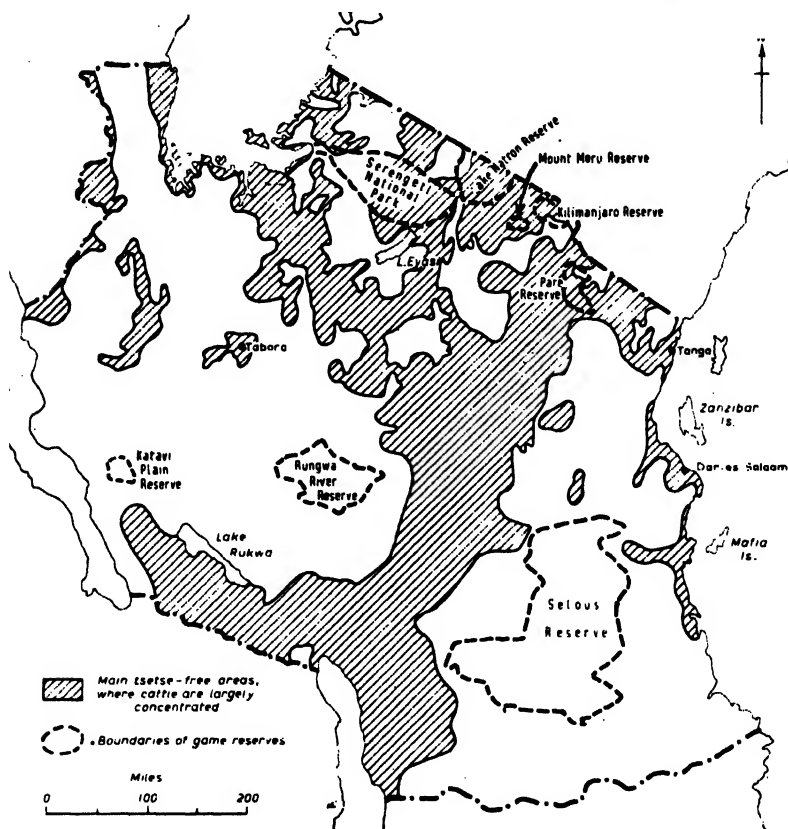 Lake Natron Reserve
Mount Meru Reserve
Serengeti
National
Park
Kilimanjaro Reserve
L.Eyasi
Pare
Reserve
Tabora
Tanga
Zanzibar
Is.
Katavi
Plain
Reserve
Rungwa
River
Reserve
Dar es Salaam
Lake
Rukwa
Mafia
Is.
Selous
Reserve
Main tsetse-free areas,
where cattle are largely
concentrated
Boundaries of game reserves
Miles
0 100 200